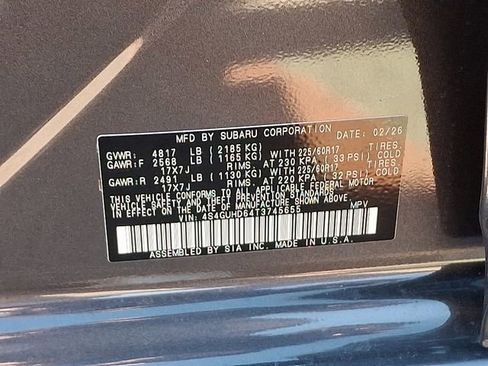 MFD BY SUBARU CORPORATION DATE: 02/26
GVWR: 4817 LB (2185 KG) TIRES.
GAWR:F 2568 LB (1165 KG) WITH 225/60R17
17X7J RIMS. AT 230 KPA (33 PSI) COLD
GAWR:R 2491 LB (1130 KG) WITH 225/60R17 TIRES.
17X7J RIMS. AT 220 KPA (32 PSI) COLD
THIS VEHICLE CONFORMS TO ALL APPLICABLE FEDERAL MOTOR
VEHICLE SAFETY, BUMPER AND THEFT PREVENTION STANDARDS
IN EFFECT ON THE DATE OF MANUFACTURE SHOWN ABOVE.
VIN: 4S4GUHD64T3745655 MPV
ASSEMBLED BY SIA INC. MADE IN U.S.A.